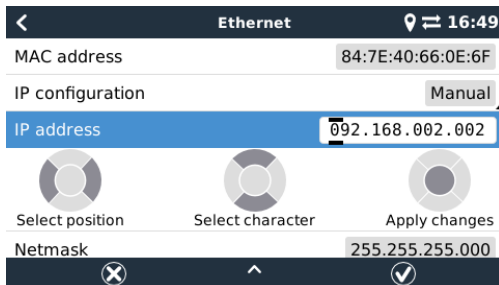 Ethernet 16:49
MAC address 84:7E:40:66:0E:6F
IP configuration Manual
IP address 092.168.002.002
Select position Select character Apply changes
Netmask 255.255.255.000